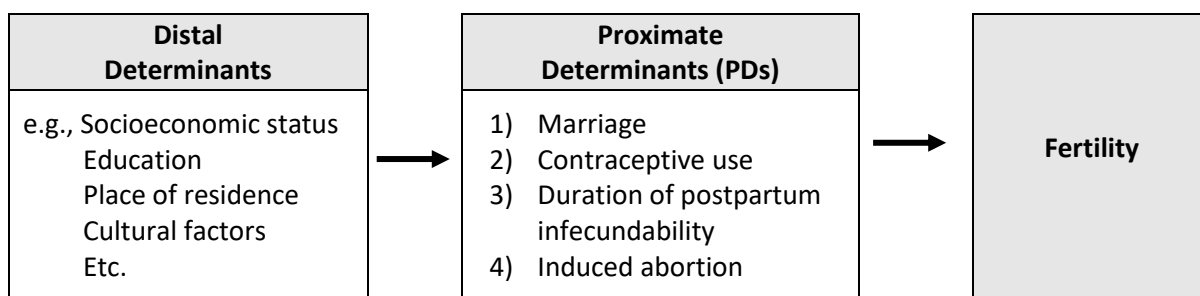 Distal
Determinants
e.g., Socioeconomic status
Education
Place of residence
Cultural factors
Etc.
Proximate
Determinants (PDs)
1) Marriage
2) Contraceptive use
3) Duration of postpartum
infecundability
4) Induced abortion
Fertility